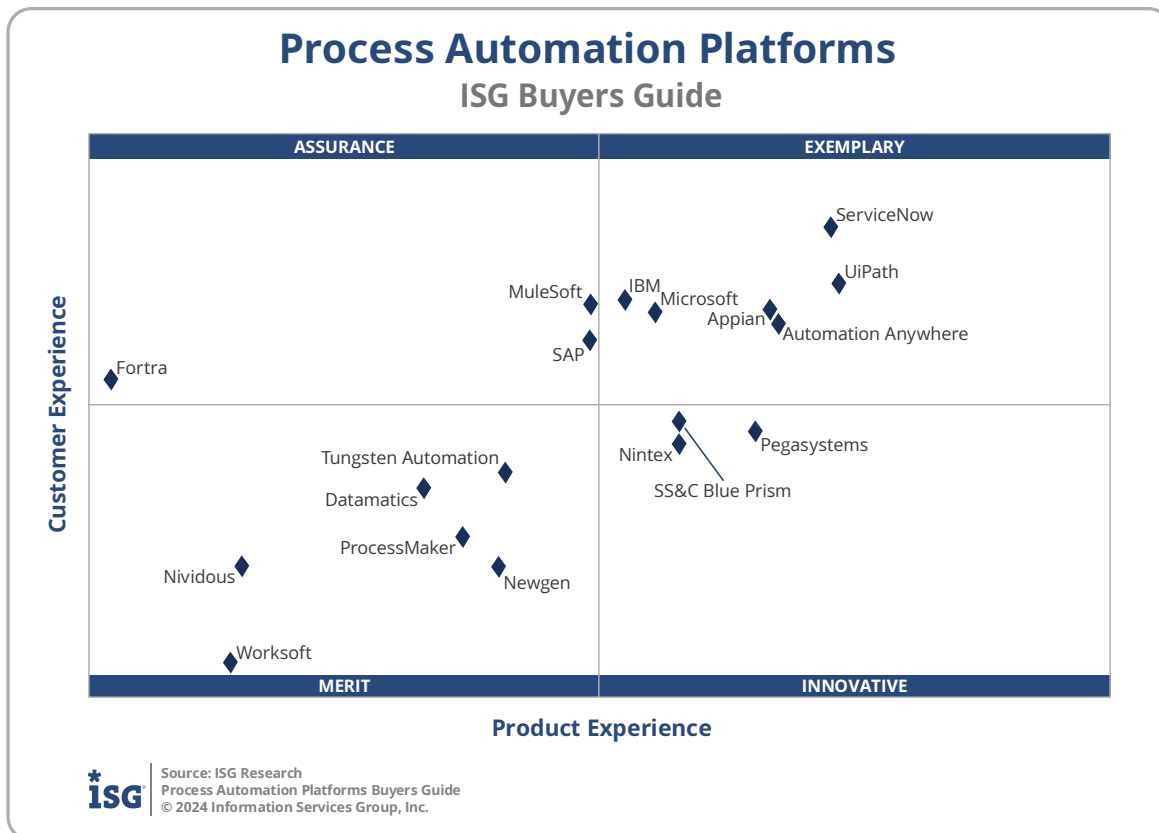 Process Automation Platforms
ISG Buyers Guide
ASSURANCE
EXEMPLARY
ServiceNow
UiPath
MuleSoft
IBM
Microsoft
Appian
Automation Anywhere
SAP
Fortra
Customer Experience
Tungsten Automation
Datamatics
ProcessMaker
Nividous
Newgen
Worksoft
Nintex
Pegasystems
SS&C Blue Prism
MERIT
INNOVATIVE
Product Experience
*isG
Source: ISG Research
Process Automation Platforms Buyers Guide
© 2024 Information Services Group, Inc.